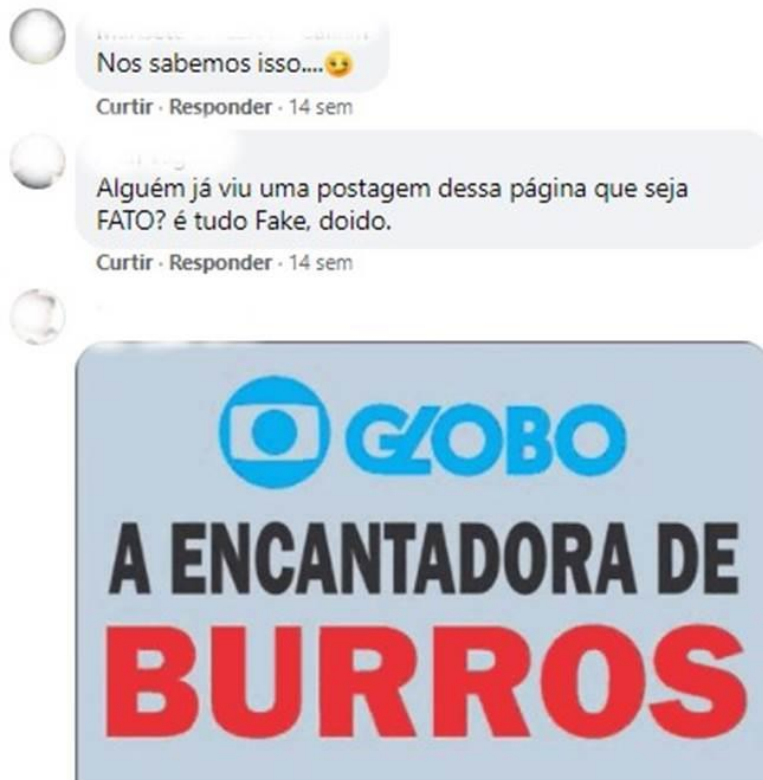 Nos sabemos isso....😏
Curtir · Responder · 14 sem
Alguém já viu uma postagem dessa página que seja
FATO? é tudo Fake, doido.
Curtir · Responder · 14 sem
GLOBO
A ENCANTADORA DE
BURROS